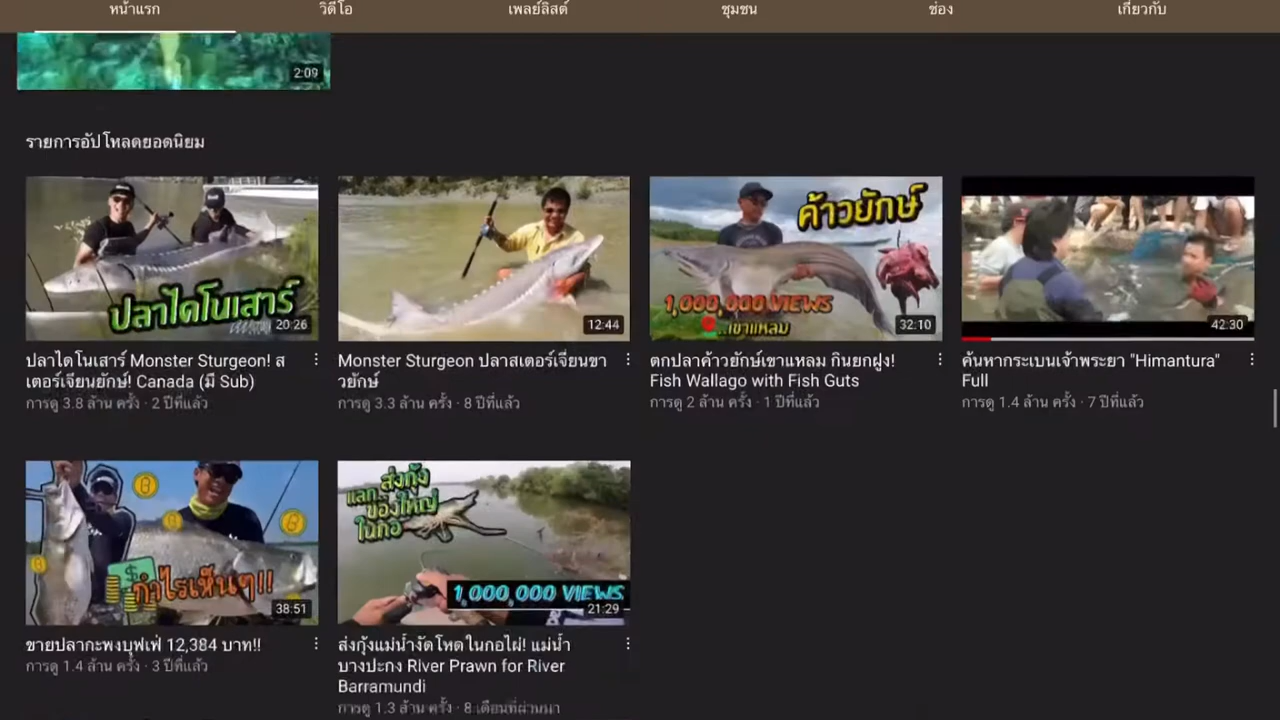 หน้าแรก
วิดีโอ
เพลย์ลิสต์
ชุมชน
ช่อง
เกี่ยวกับ
2:09
รายการอัปโหลดยอดนิยม
ปลาไดโนเสาร์
20:26
ปลาไดโนเสาร์ Monster Sturgeon! ส
เตอร์เจียนยักษ์! Canada (มี Sub)
การดู 3.8 ล้าน ครั้ง · 2 ปีที่แล้ว
12:44
Monster Sturgeon ปลาสเตอร์เจี่ยนขา
วยักษ์
การดู 3.3 ล้าน ครั้ง · 8 ปีที่แล้ว
ค้าวยักษ์
1,000,000 VIEWS
..เขาแหลม
32:10
ตกปลาค้าวยักษ์เขาแหลม กินยกฝูง!
Fish Wallago with Fish Guts
การดู 2 ล้าน ครั้ง · 1 ปีที่แล้ว
42:30
ค้นหากระเบนเจ้าพระยา "Himantura"
Full
การดู 1.4 ล้าน ครั้ง · 7 ปีที่แล้ว
กำไรเห็นๆ!!
38:51
ขายปลากะพงบุฟเฟ่ 12,384 บาท!!
การดู 1.4 ล้าน ครั้ง · 3 ปีที่แล้ว
ส่งกุ้ง
แลก
ของใหญ่
ในกอ
1,000,000 VIEWS
21:29
ส่งกุ้งแม่น้ำงัดโหดในกอไผ่! แม่น้ำ
บางปะกง River Prawn for River
Barramundi
การดู 1.3 ล้าน ครั้ง · 8 เดือนที่ผ่านมา